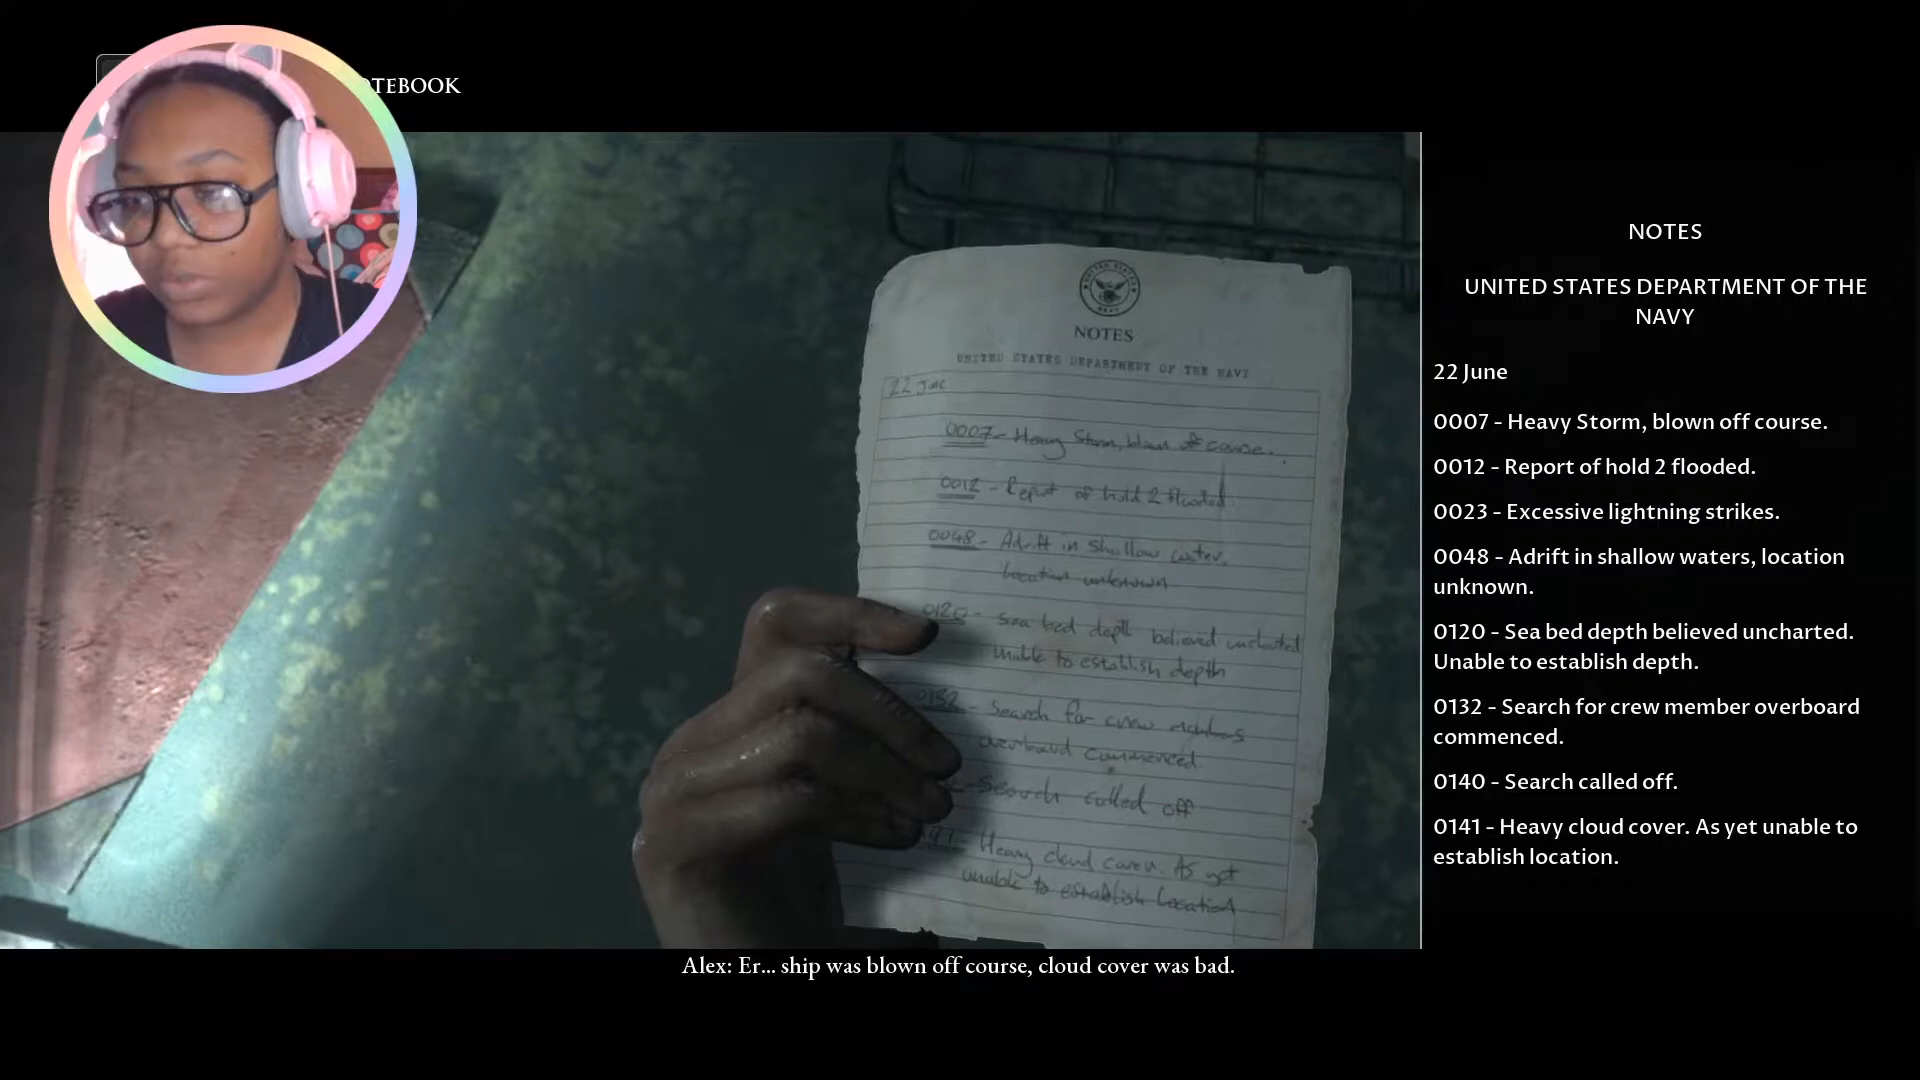 OTEBOOK
NOTES
UNITED STATES DEPARTMENT OF THE NAVY
22 June
0007- Heavy Storm, blown off course.
0012 - Report of hold 2 flooded.
0048- Adrift in shallow water,
location unknown
0120- sea bed depth believed uncharted
unable to establish depth
0132 - Search for crew members
overboard commenced.
- Search called off
41- Heavy cloud cover. As yet
unable to establish location
NOTES
UNITED STATES DEPARTMENT OF THE
NAVY
22 June
0007 - Heavy Storm, blown off course.
0012 - Report of hold 2 flooded.
0023 - Excessive lightning strikes.
0048 - Adrift in shallow waters, location
unknown.
0120 - Sea bed depth believed uncharted.
Unable to establish depth.
0132 - Search for crew member overboard
commenced.
0140 - Search called off.
0141 - Heavy cloud cover. As yet unable to
establish location.
Alex: Er... ship was blown off course, cloud cover was bad.